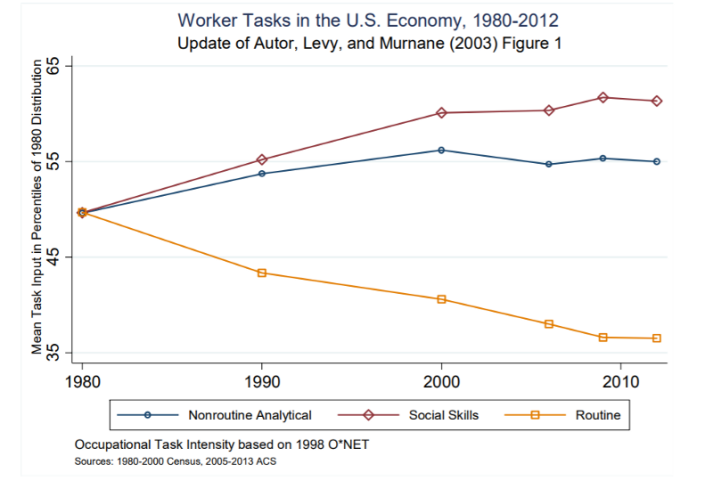 Worker Tasks in the U.S. Economy, 1980-2012
Update of Autor, Levy, and Murnane (2003) Figure 1
Mean Task Input in Percentiles of 1980 Distribution
65
55
45
35
1980 1990 2000 2010
Nonroutine Analytical Social Skills Routine
Occupational Task Intensity based on 1998 O*NET
Sources: 1980-2000 Census, 2005-2013 ACS